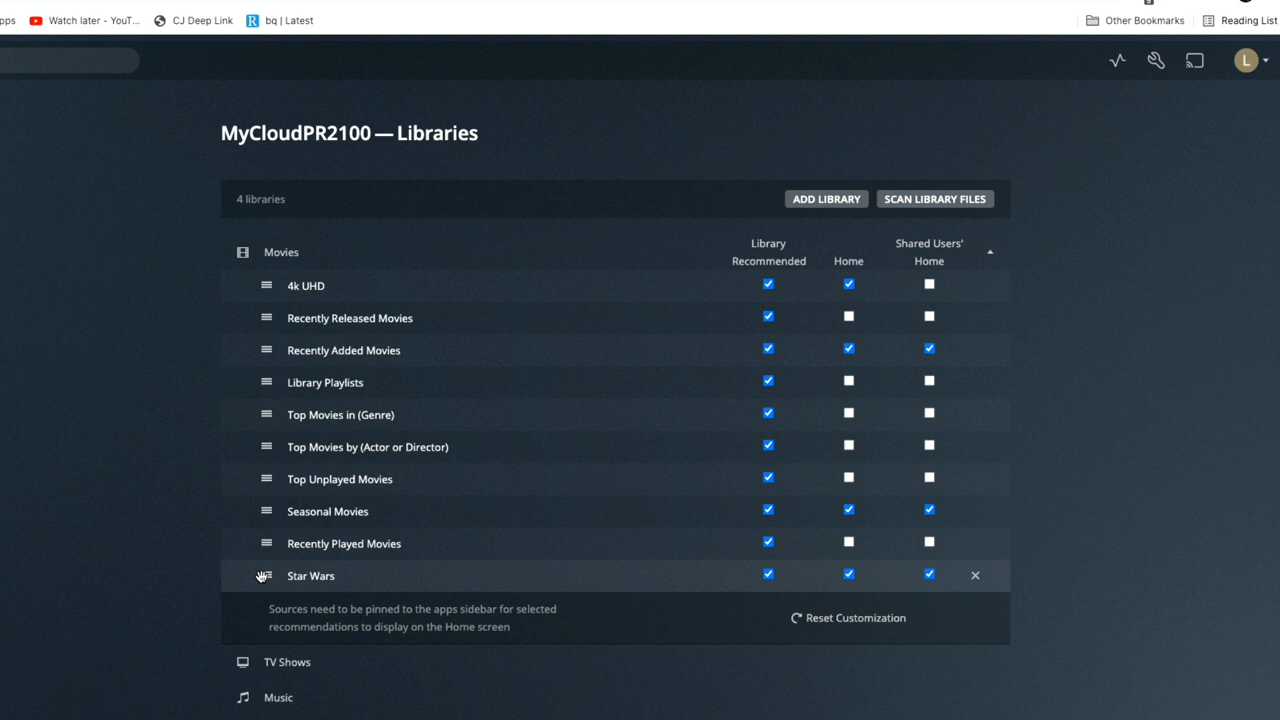 pps Watch later - YouT... CJ Deep Link R bq | Latest Other Bookmarks Reading List
L
MyCloudPR2100 — Libraries
4 libraries ADD LIBRARY SCAN LIBRARY FILES
Movies Library Recommended Home Shared Users' Home
4k UHD
Recently Released Movies
Recently Added Movies
Library Playlists
Top Movies in (Genre)
Top Movies by (Actor or Director)
Top Unplayed Movies
Seasonal Movies
Recently Played Movies
Star Wars
Sources need to be pinned to the apps sidebar for selected
recommendations to display on the Home screen
Reset Customization
TV Shows
Music